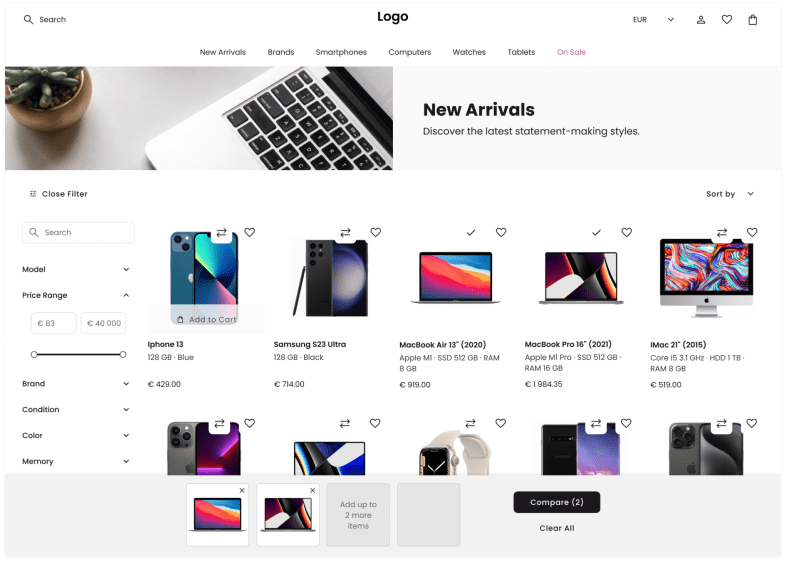 Search
Logo
EUR
New Arrivals
Brands
Smartphones
Computers
Watches
Tablets
On Sale
New Arrivals
Discover the latest statement-making styles.
Close Filter
Sort by
Search
Model
Price Range
€ 83
€ 40 000
Brand
Condition
Color
Memory
Add to Cart
Iphone 13
128 GB · Blue
€ 429.00
Samsung S23 Ultra
128 GB · Black
€ 714.00
MacBook Air 13" (2020)
Apple M1 · SSD 512 GB · RAM
8 GB
€ 919.00
MacBook Pro 16" (2021)
Apple M1 Pro · SSD 512 GB ·
RAM 16 GB
€ 1 984.35
IMac 21" (2015)
Core i5 3.1 GHz · HDD 1 TB ·
RAM 8 GB
€ 519.00
Add up to
2 more
items
Compare (2)
Clear All